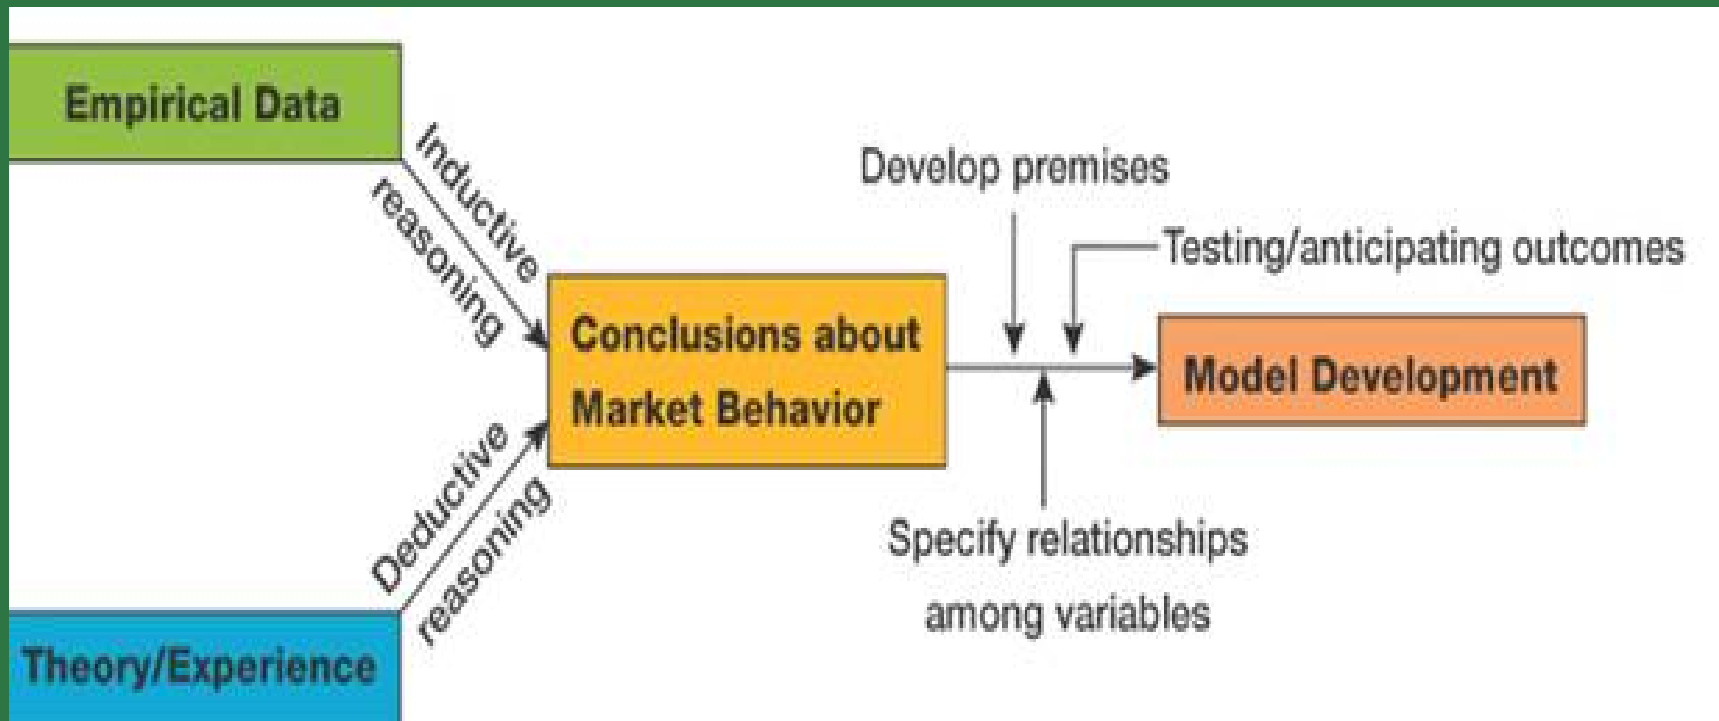 Empirical Data
Inductive
reasoning
Develop premises
Testing/anticipating outcomes
Conclusions about
Market Behavior
Model Development
Deductive
reasoning
Specify relationships
among variables
Theory/Experience